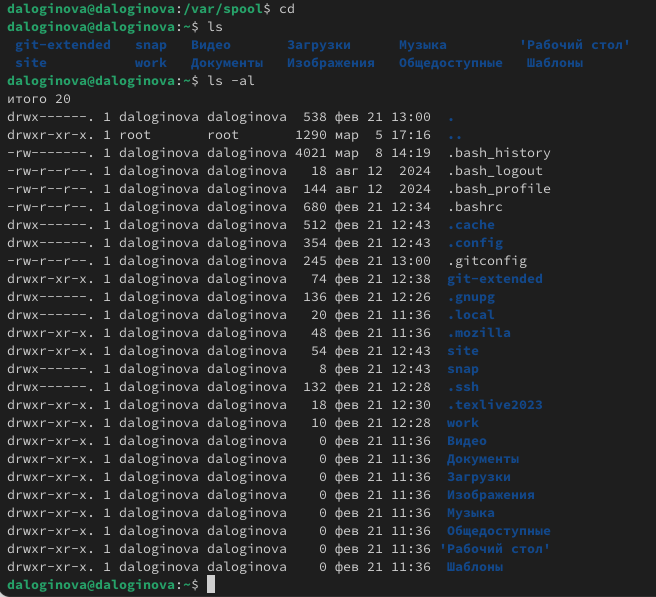 daloginova@daloginova:/var/spool$ cd
daloginova@daloginova:~$ ls
git-extended snap Видео Загрузки Музыка 'Рабочий стол'
site work Документы Изображения Общедоступные Шаблоны
daloginova@daloginova:~$ ls -al
итого 20
drwx------. 1 daloginova daloginova 538 фев 21 13:00 .
drwxr-xr-x. 1 root root 1290 мар 5 17:16 ..
-rw-------. 1 daloginova daloginova 4021 мар 8 14:19 .bash_history
-rw-r--r--. 1 daloginova daloginova 18 авг 12 2024 .bash_logout
-rw-r--r--. 1 daloginova daloginova 144 авг 12 2024 .bash_profile
-rw-r--r--. 1 daloginova daloginova 680 фев 21 12:34 .bashrc
drwx------. 1 daloginova daloginova 512 фев 21 12:43 .cache
drwx------. 1 daloginova daloginova 354 фев 21 12:43 .config
-rw-r--r--. 1 daloginova daloginova 245 фев 21 13:00 .gitconfig
drwxr-xr-x. 1 daloginova daloginova 74 фев 21 12:38 git-extended
drwx------. 1 daloginova daloginova 136 фев 21 12:26 .gnupg
drwx------. 1 daloginova daloginova 20 фев 21 11:36 .local
drwxr-xr-x. 1 daloginova daloginova 48 фев 21 11:36 .mozilla
drwxr-xr-x. 1 daloginova daloginova 54 фев 21 12:43 site
drwx------. 1 daloginova daloginova 8 фев 21 12:43 snap
drwx------. 1 daloginova daloginova 132 фев 21 12:28 .ssh
drwxr-xr-x. 1 daloginova daloginova 18 фев 21 12:30 .texlive2023
drwxr-xr-x. 1 daloginova daloginova 10 фев 21 12:28 work
drwxr-xr-x. 1 daloginova daloginova 0 фев 21 11:36 Видео
drwxr-xr-x. 1 daloginova daloginova 0 фев 21 11:36 Документы
drwxr-xr-x. 1 daloginova daloginova 0 фев 21 11:36 Загрузки
drwxr-xr-x. 1 daloginova daloginova 0 фев 21 11:36 Изображения
drwxr-xr-x. 1 daloginova daloginova 0 фев 21 11:36 Музыка
drwxr-xr-x. 1 daloginova daloginova 0 фев 21 11:36 Общедоступные
drwxr-xr-x. 1 daloginova daloginova 0 фев 21 11:36 'Рабочий стол'
drwxr-xr-x. 1 daloginova daloginova 0 фев 21 11:36 Шаблоны
daloginova@daloginova:~$